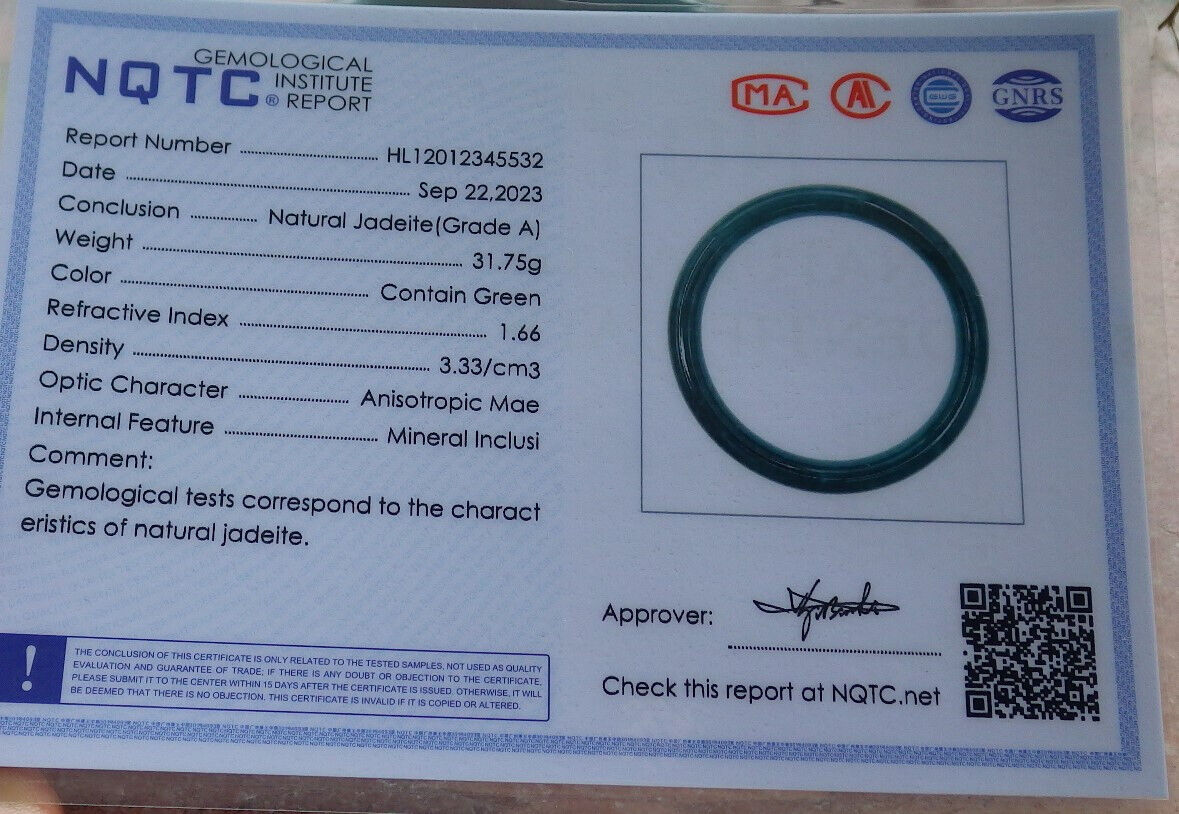 GEMOLOGICAL
NQTC INSTITUTE
® REPORT
MA
GNRS
Report Number ........ HL12012345532
Date ........ Sep 22,2023
Conclusion ........ Natural Jadeite(Grade A)
Weight ........ 31.75g
Color ........ Contain Green
Refractive Index ........ 1.66
Density ........ 3.33/cm3
Optic Character ........ Anisotropic Mae
Internal Feature ........ Mineral Inclusi
Comment:
Gemological tests correspond to the charact
eristics of natural jadeite.
Approver:
Check this report at NQTC.net
!
THE CONCLUSION OF THIS CERTIFICATE IS ONLY RELATED TO THE TESTED SAMPLES, NOT USED AS QUALITY
EVALUATION AND GUARANTEE OF TRADE; IF THERE IS ANY DOUBT OR OBJECTION TO THE CERTIFICATE,
PLEASE SUBMIT IT TO THE CENTER WITHIN 15 DAYS AFTER THE CERTIFICATE IS ISSUED. OTHERWISE, IT WILL
BE DEEMED THAT THERE IS NO OBJECTION. THIS CERTIFICATE IS INVALID IF IT IS COPIED OR ALTERED.